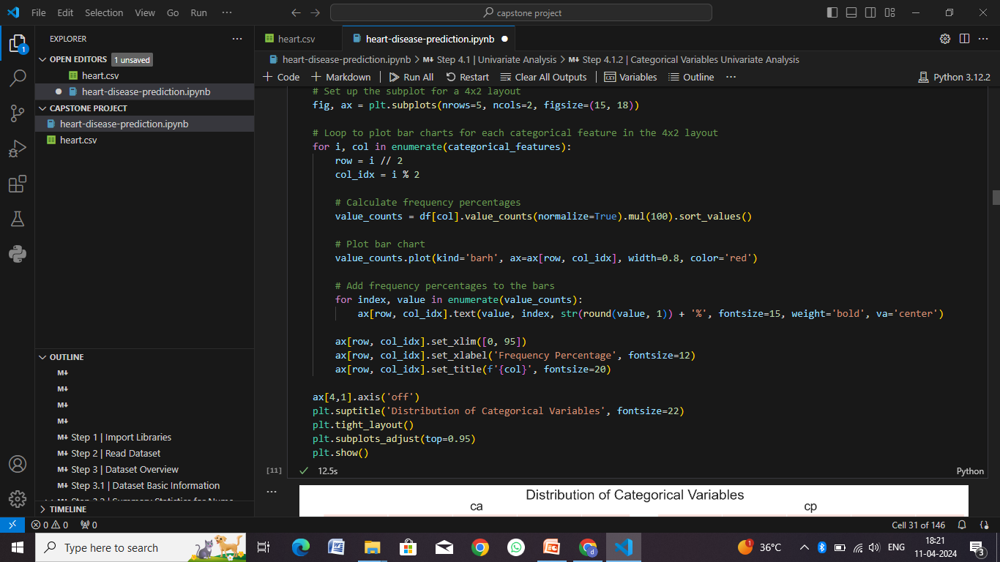 File Edit Selection View Go Run ··· capstone project
EXPLORER ···
OPEN EDITORS 1 unsaved
heart.csv
heart-disease-prediction.ipynb
CAPSTONE PROJECT
heart-disease-prediction.ipynb
heart.csv
OUTLINE
M↓
M↓
M↓
M↓
M↓ Step 1 | Import Libraries
M↓ Step 2 | Read Dataset
M↓ Step 3 | Dataset Overview
M↓ Step 3.1 | Dataset Basic Information
TIMELINE
heart.csv heart-disease-prediction.ipynb
heart-disease-prediction.ipynb > M↓ Step 4.1 | Univariate Analysis > M↓ Step 4.1.2 | Categorical Variables Univariate Analysis
+ Code + Markdown | Run All Restart Clear All Outputs | Variables Outline ··· Python 3.12.2
# Set up the subplot for a 4x2 layout
fig, ax = plt.subplots(nrows=5, ncols=2, figsize=(15, 18))
# Loop to plot bar charts for each categorical feature in the 4x2 layout
for i, col in enumerate(categorical_features):
    row = i // 2
    col_idx = i % 2
    # Calculate frequency percentages
    value_counts = df[col].value_counts(normalize=True).mul(100).sort_values()
    # Plot bar chart
    value_counts.plot(kind='barh', ax=ax[row, col_idx], width=0.8, color='red')
    # Add frequency percentages to the bars
    for index, value in enumerate(value_counts):
        ax[row, col_idx].text(value, index, str(round(value, 1)) + '%', fontsize=15, weight='bold', va='center')
    ax[row, col_idx].set_xlim([0, 95])
    ax[row, col_idx].set_xlabel('Frequency Percentage', fontsize=12)
    ax[row, col_idx].set_title(f'{col}', fontsize=20)
ax[4,1].axis('off')
plt.suptitle('Distribution of Categorical Variables', fontsize=22)
plt.tight_layout()
plt.subplots_adjust(top=0.95)
plt.show()
[11] 12.5s Python
···
Distribution of Categorical Variables
ca cp
0 0 0 Cell 31 of 146
Type here to search 1 36°C ENG 18:21
11-04-2024 3
1